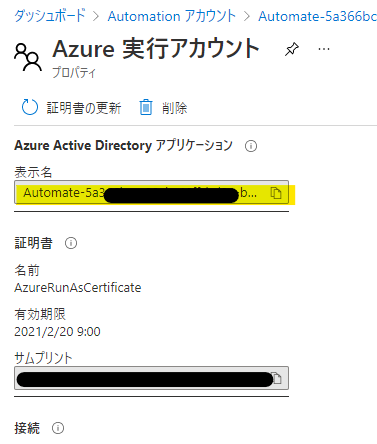 ダッシュボード > Automation アカウント > Automate-5a366bc
Azure 実行アカウント
プロパティ
証明書の更新 削除
Azure Active Directory アプリケーション
表示名
Automate-5a3 b...
証明書
名前
AzureRunAsCertificate
有効期限
2021/2/20 9:00
サムプリント
接続